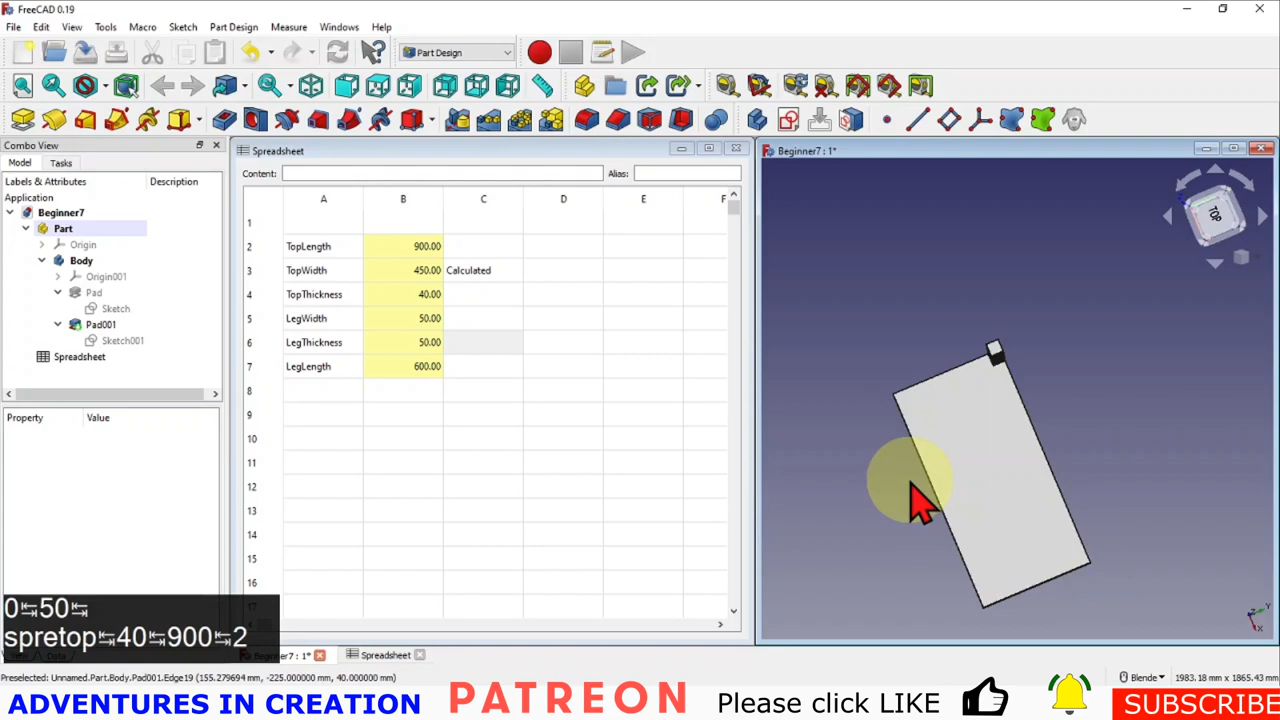 FreeCAD 0.19
File Edit View Tools Macro Sketch Part Design Measure Windows Help
Part Design
Combo View
Model Tasks
Labels & Attributes Description
Application
Beginner7
Part
Origin
Body
Origin001
Pad
Sketch
Pad001
Sketch001
Spreadsheet
Property Value
0↹50↹
spretop↹40↹900↹2
Spreadsheet
Content: Alias:
A B C D E F
1
2 TopLength 900.00
3 TopWidth 450.00 Calculated
4 TopThickness 40.00
5 LegWidth 50.00
6 LegThickness 50.00
7 LegLength 600.00
8
9
10
11
12
13
14
15
16
17
Beginner7 : 1*
TOP
Z Y
X
Beginner7 : 1* Spreadsheet
Preselected: Unnamed.Part.Body.Pad001.Edge19 (155.279694 mm, -225.000000 mm, 40.000000 mm)
Blende 1983.18 mm x 1865.43 mm
ADVENTURES IN CREATION PATREON Please click LIKE SUBSCRIBE